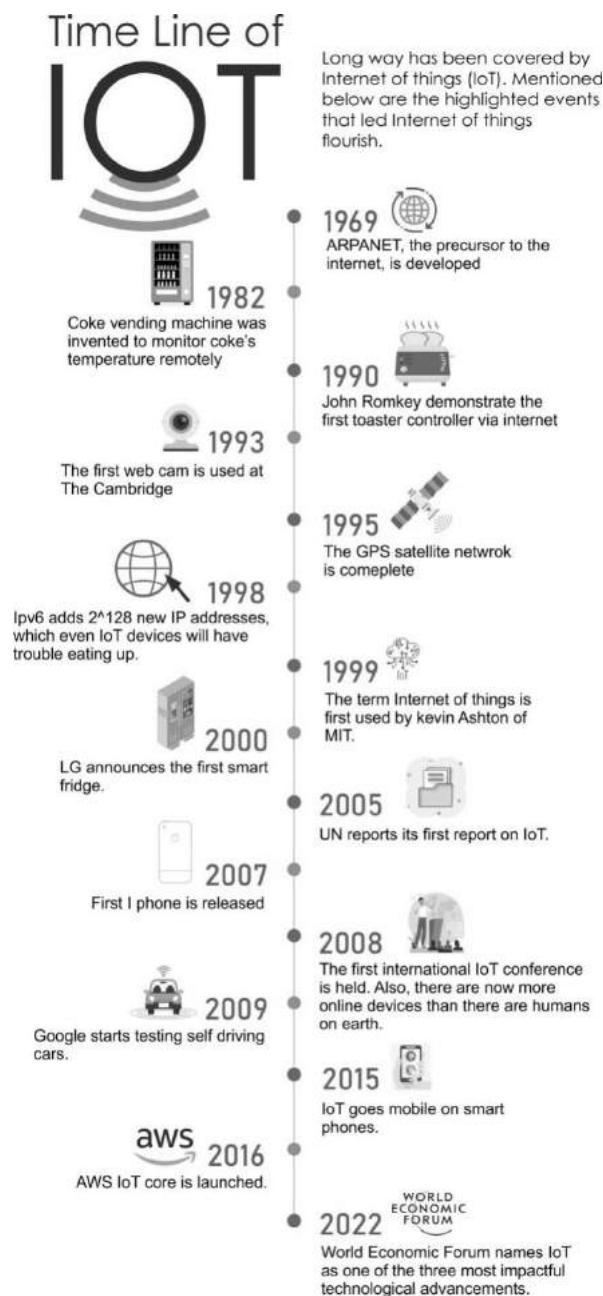 Time Line of
IOT
Long way has been covered by
Internet of things (IoT). Mentioned
below are the highlighted events
that led Internet of things
flourish.
1969
ARPANET, the precursor to the
internet, is developed
1982
Coke vending machine was
invented to monitor coke's
temperature remotely
1990
John Romkey demonstrate the
first toaster controller via internet
1993
The first web cam is used at
The Cambridge
1995
The GPS satellite netwrok
is comeplete
1998
Ipv6 adds 2^128 new IP addresses,
which even IoT devices will have
trouble eating up.
1999
IoT
The term Internet of things is
first used by kevin Ashton of
MIT.
2000
LG announces the first smart
fridge.
2005
UN reports its first report on IoT.
2007
First I phone is released
2008
The first international IoT conference
is held. Also, there are now more
online devices than there are humans
on earth.
2009
Google starts testing self driving
cars.
2015
IoT goes mobile on smart
phones.
aws
2016
AWS IoT core is launched.
WORLD
ECONOMIC
FORUM
2022
World Economic Forum names IoT
as one of the three most impactful
technological advancements.